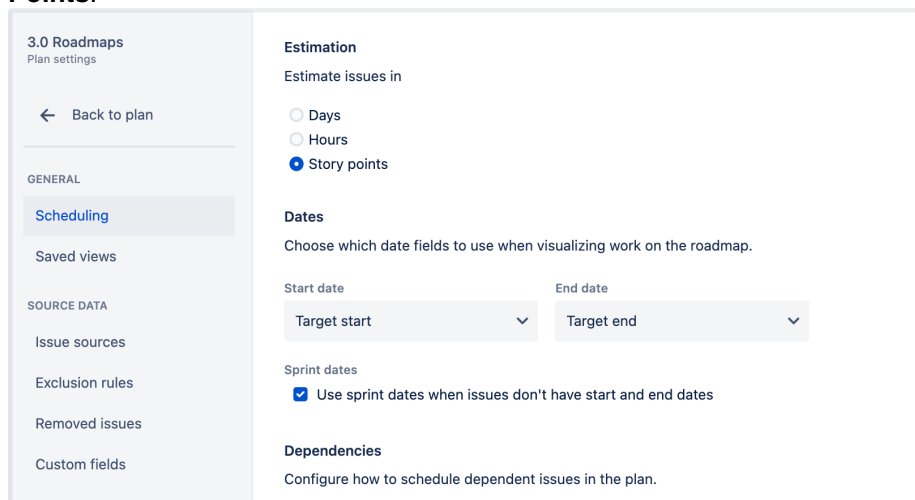 Points.
3.0 Roadmaps
Plan settings
Back to plan
GENERAL
Scheduling
Saved views
SOURCE DATA
Issue sources
Exclusion rules
Removed issues
Custom fields
Estimation
Estimate issues in
Days
Hours
Story points
Dates
Choose which date fields to use when visualizing work on the roadmap.
Start date
End date
Target start
Target end
Sprint dates
Use sprint dates when issues don't have start and end dates
Dependencies
Configure how to schedule dependent issues in the plan.